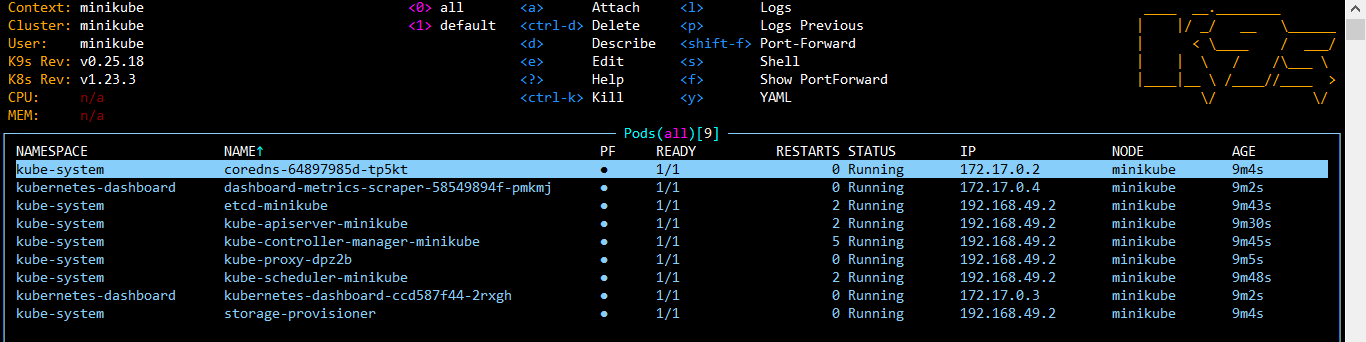 Context: minikube <0> all <a> Attach <l> Logs
Cluster: minikube <1> default <ctrl-d> Delete <p> Logs Previous
User: minikube <d> Describe <shift-f> Port-Forward
K9s Rev: v0.25.18 <e> Edit <s> Shell
K8s Rev: v1.23.3 <?> Help <f> Show PortForward
CPU: n/a <ctrl-k> Kill <y> YAML
MEM: n/a
Pods(all)[9]
NAMESPACE NAME↑ PF READY RESTARTS STATUS IP NODE AGE
kube-system coredns-64897985d-tp5kt ● 1/1 0 Running 172.17.0.2 minikube 9m4s
kubernetes-dashboard dashboard-metrics-scraper-58549894f-pmkmj ● 1/1 0 Running 172.17.0.4 minikube 9m2s
kube-system etcd-minikube ● 1/1 2 Running 192.168.49.2 minikube 9m43s
kube-system kube-apiserver-minikube ● 1/1 2 Running 192.168.49.2 minikube 9m30s
kube-system kube-controller-manager-minikube ● 1/1 5 Running 192.168.49.2 minikube 9m45s
kube-system kube-proxy-dpz2b ● 1/1 0 Running 192.168.49.2 minikube 9m5s
kube-system kube-scheduler-minikube ● 1/1 2 Running 192.168.49.2 minikube 9m48s
kubernetes-dashboard kubernetes-dashboard-ccd587f44-2rxgh ● 1/1 0 Running 172.17.0.3 minikube 9m2s
kube-system storage-provisioner ● 1/1 0 Running 192.168.49.2 minikube 9m4s